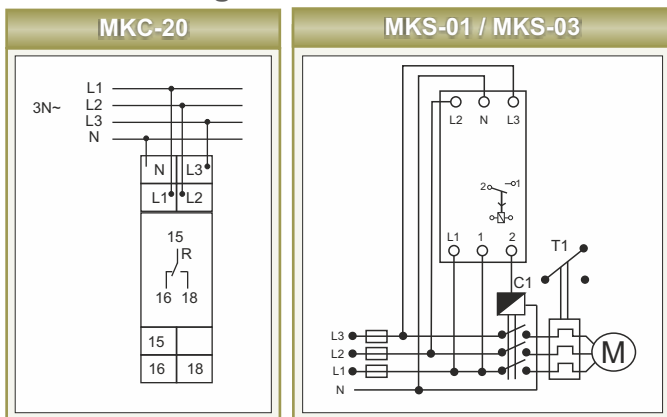 MKC-20
L1
L2
3N~
L3
N
N L3
L1 L2
15
R
16 18
15
16 18
MKS-01 / MKS-03
L2 N L3
2 1
L1 1 2
T1
C1
L3
L2
L1
N
M